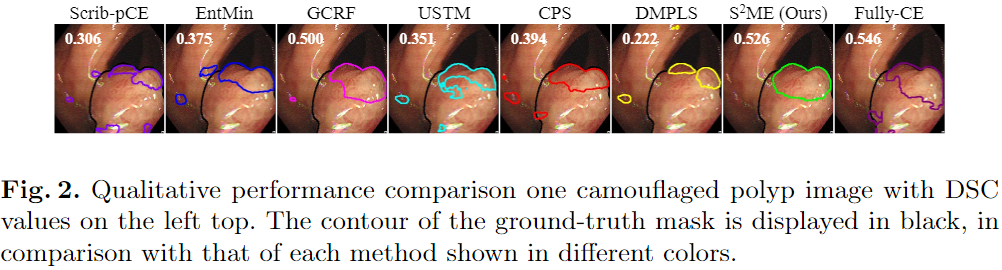 Scrib-pCE EntMin GCRF USTM CPS DMPLS S²ME (Ours) Fully-CE
0.306 0.375 0.500 0.351 0.394 0.222 0.526 0.546
Fig. 2. Qualitative performance comparison one camouflaged polyp image with DSC
values on the left top. The contour of the ground-truth mask is displayed in black, in
comparison with that of each method shown in different colors.